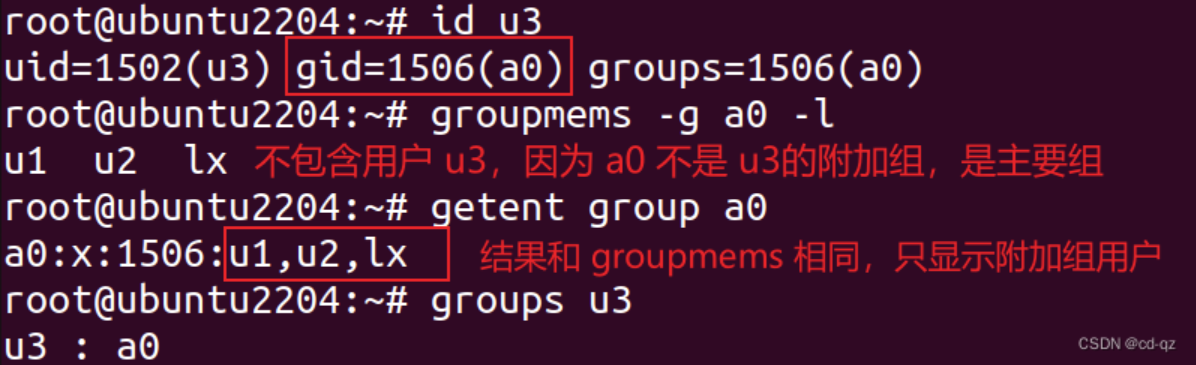 root@ubuntu2204:~# id u3
uid=1502(u3) gid=1506(a0) groups=1506(a0)
root@ubuntu2204:~# groupmems -g a0 -l
u1  u2  lx 不包含用户 u3，因为 a0 不是 u3的附加组，是主要组
root@ubuntu2204:~# getent group a0
a0:x:1506:u1,u2,lx 结果和 groupmems 相同，只显示附加组用户
root@ubuntu2204:~# groups u3
u3 : a0
CSDN @cd-qz